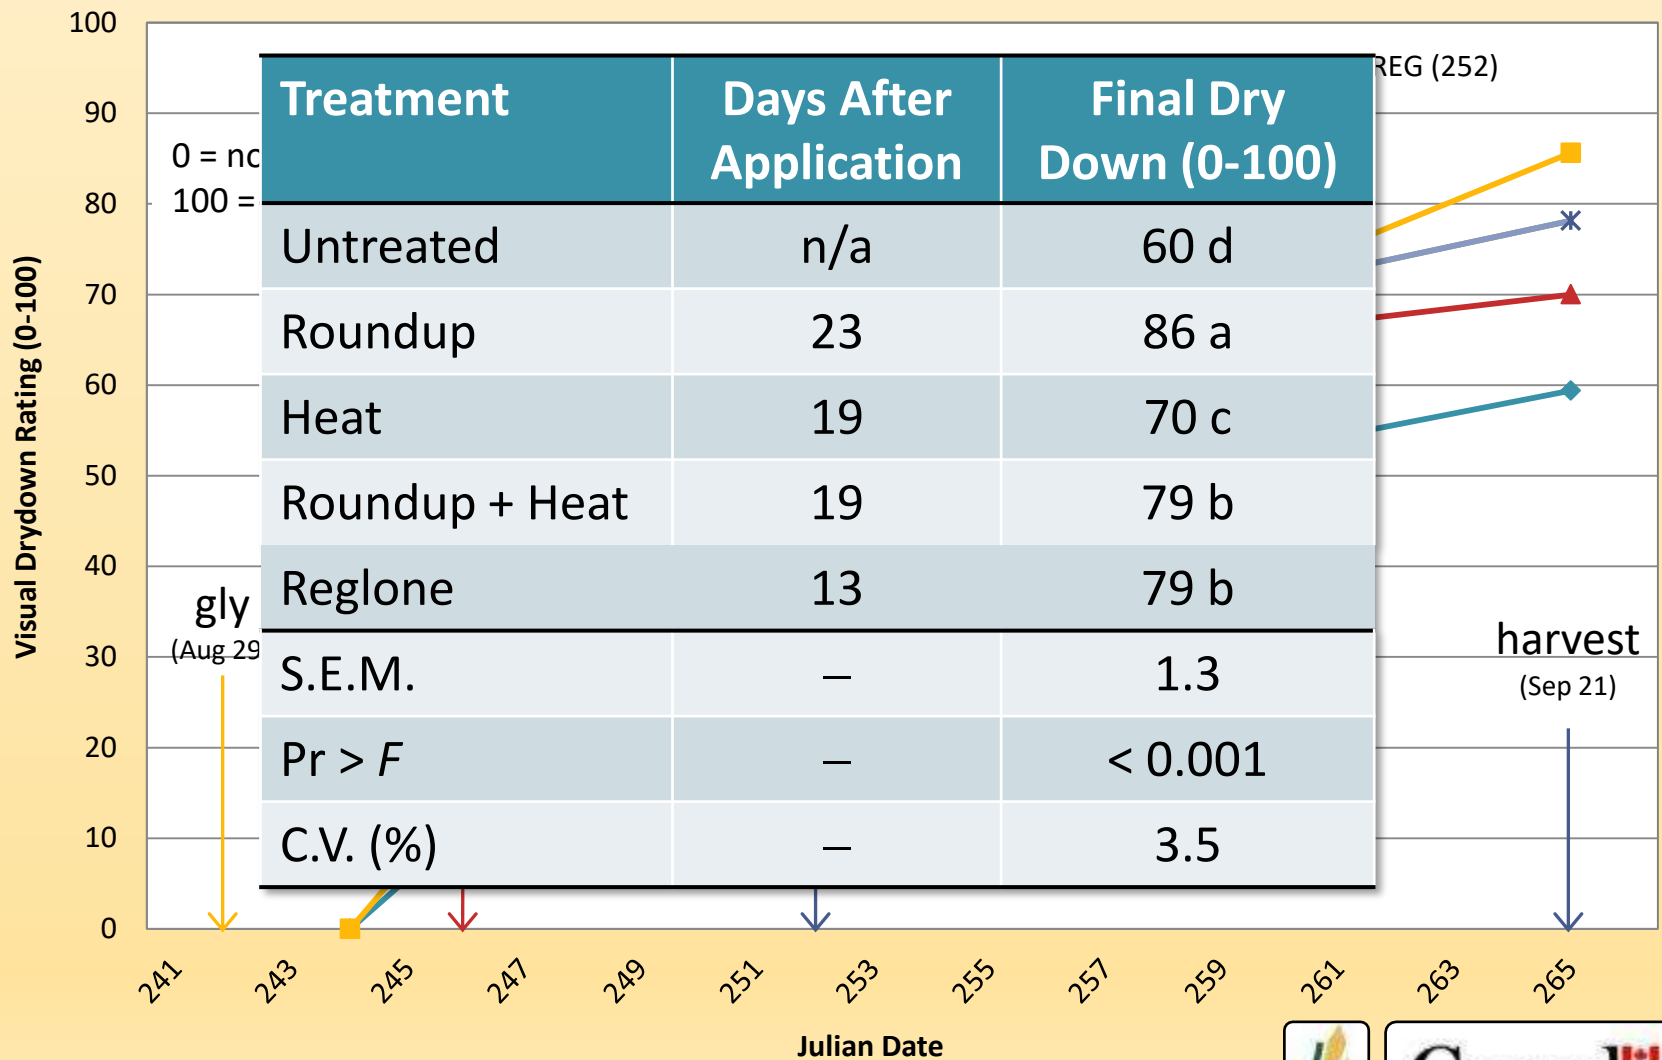 100
90
80
70
60
50
40
30
20
10
0
Visual Drydown Rating (0-100)
REG (252)
0 =
100 =
Treatment Days After Application Final Dry Down (0-100)
Untreated n/a 60 d
Roundup 23 86 a
Heat 19 70 c
Roundup + Heat 19 79 b
Reglone 13 79 b
S.E.M. – 1.3
Pr > F – < 0.001
C.V. (%) – 3.5
gly
(Aug 29
harvest
(Sep 21)
241 243 245 247 249 251 253 255 257 259 261 263 265
Julian Date